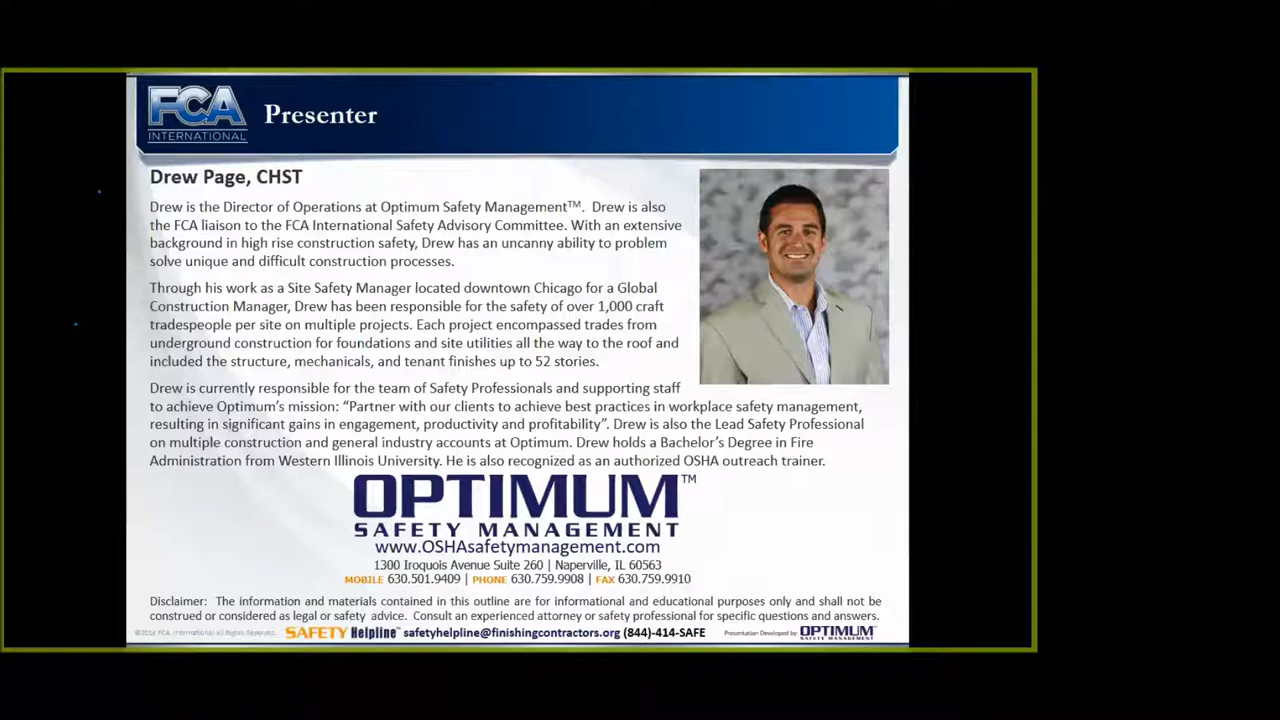 FCA
INTERNATIONAL
Presenter
Drew Page, CHST
Drew is the Director of Operations at Optimum Safety Management™. Drew is also
the FCA liaison to the FCA International Safety Advisory Committee. With an extensive
background in high rise construction safety, Drew has an uncanny ability to problem
solve unique and difficult construction processes.
Through his work as a Site Safety Manager located downtown Chicago for a Global
Construction Manager, Drew has been responsible for the safety of over 1,000 craft
tradespeople per site on multiple projects. Each project encompassed trades from
underground construction for foundations and site utilities all the way to the roof and
included the structure, mechanicals, and tenant finishes up to 52 stories.
Drew is currently responsible for the team of Safety Professionals and supporting staff
to achieve Optimum’s mission: “Partner with our clients to achieve best practices in workplace safety management,
resulting in significant gains in engagement, productivity and profitability”. Drew is also the Lead Safety Professional
on multiple construction and general industry accounts at Optimum. Drew holds a Bachelor’s Degree in Fire
Administration from Western Illinois University. He is also recognized as an authorized OSHA outreach trainer.
OPTIMUM™
SAFETY MANAGEMENT
www.OSHAsafetymanagement.com
1300 Iroquois Avenue Suite 260 | Naperville, IL 60563
MOBILE 630.501.9409 | PHONE 630.759.9908 | FAX 630.759.9910
Disclaimer: The information and materials contained in this outline are for informational and educational purposes only and shall not be
construed or considered as legal or safety advice. Consult an experienced attorney or safety professional for specific questions and answers.
FCA International All Rights Reserved. SAFETY Helpline™ safetyhelpline@finishingcontractors.org (844)-414-SAFE Presentation Developed by: OPTIMUM™
SAFETY MANAGEMENT